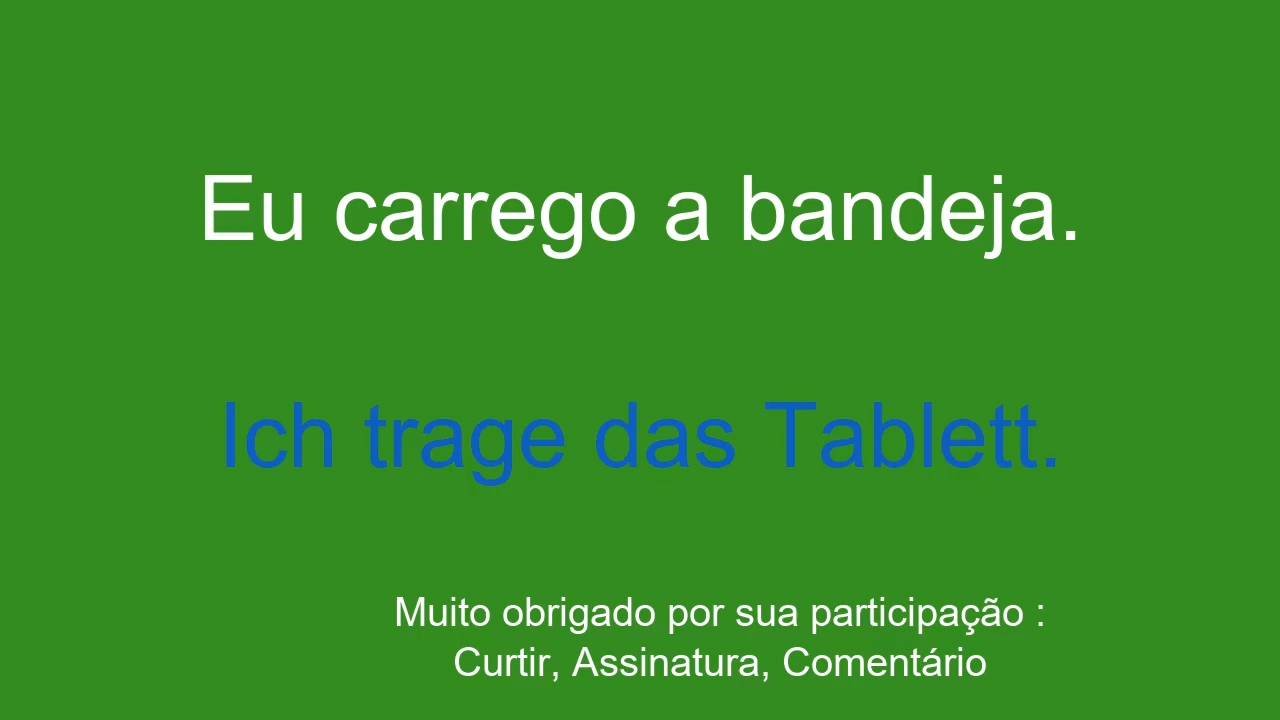 Eu carrego a bandeja.
Ich trage das Tablett.
Muito obrigado por sua participação :
Curtir, Assinatura, Comentário